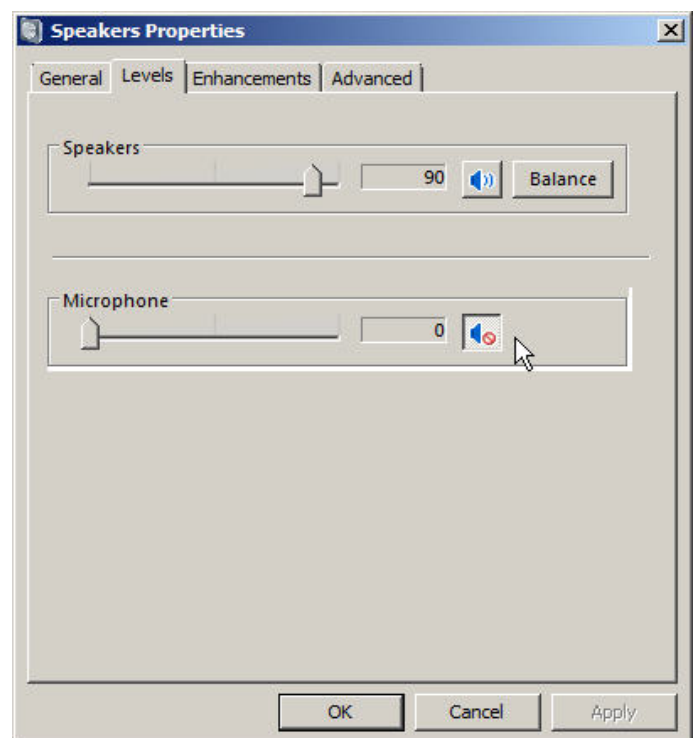 Speakers Properties
General Levels Enhancements Advanced
Speakers
90 Balance
Microphone
0
OK Cancel Apply